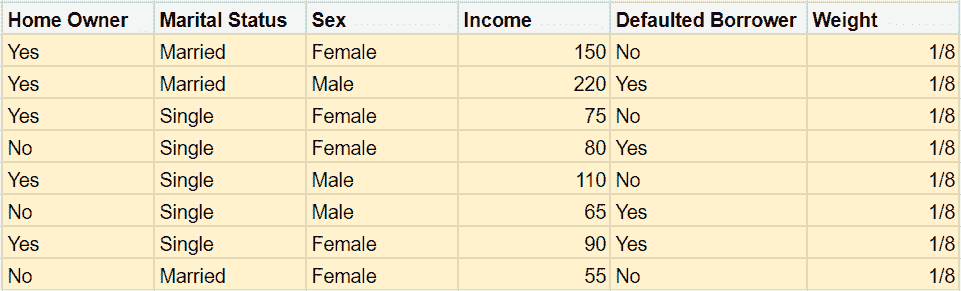 Home Owner Marital Status Sex Income Defaulted Borrower Weight
Yes Married Female 150 No 1/8
Yes Married Male 220 Yes 1/8
Yes Single Female 75 No 1/8
No Single Female 80 Yes 1/8
Yes Single Male 110 No 1/8
No Single Male 65 Yes 1/8
Yes Single Female 90 Yes 1/8
No Married Female 55 No 1/8